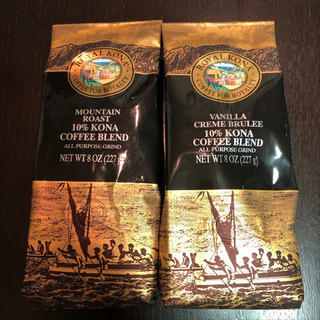 ROYAL KONA
COFFEE FOR ROYALTY
MOUNTAIN
ROAST
10% KONA
COFFEE BLEND
ALL PURPOSE GRIND
NET WT 8 OZ (227 g)
ROYAL KONA
COFFEE FOR ROYALTY
VANILLA
CREME BRULEE
10% KONA
COFFEE BLEND
ALL PURPOSE GRIND
NET WT 8 OZ (227 g)